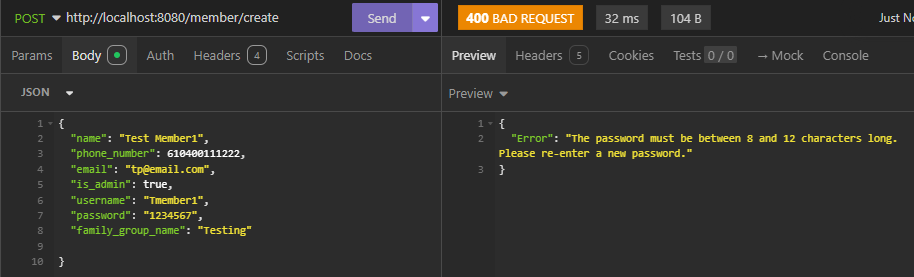 POST http://localhost:8080/member/create Send 400 BAD REQUEST 32 ms 104 B Just No
Params Body Auth Headers 4 Scripts Docs Preview Headers 5 Cookies Tests 0 / 0 → Mock Console
JSON Preview
1 {
2 "name": "Test Member1",
3 "phone_number": 610400111222,
4 "email": "tp@email.com",
5 "is_admin": true,
6 "username": "Tmember1",
7 "password": "1234567",
8 "family_group_name": "Testing"
9
10 }
1 {
2 "Error": "The password must be between 8 and 12 characters long.
Please re-enter a new password."
3 }